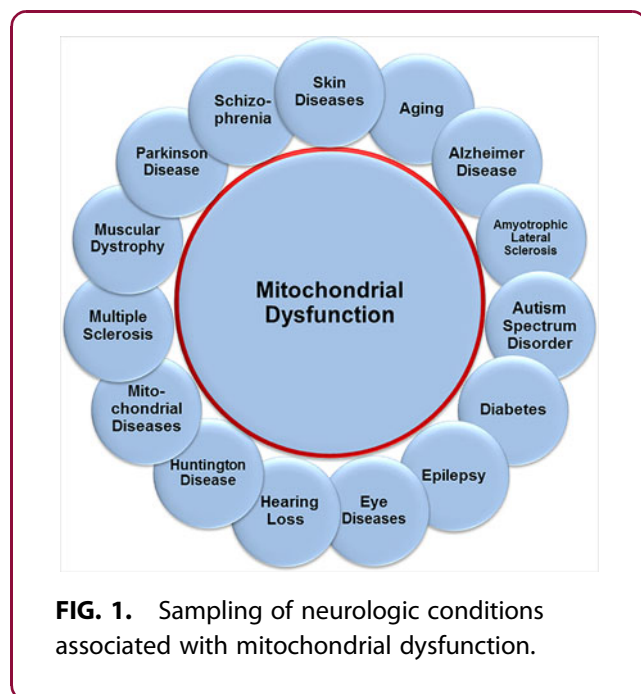 Skin
Diseases
Aging
Alzheimer
Disease
Amyotrophic
Lateral
Sclerosis
Autism
Spectrum
Disorder
Diabetes
Epilepsy
Eye
Diseases
Hearing
Loss
Huntington
Disease
Mito-
chondrial
Diseases
Multiple
Sclerosis
Muscular
Dystrophy
Parkinson
Disease
Schizo-
phrenia
Mitochondrial
Dysfunction
FIG. 1. Sampling of neurologic conditions
associated with mitochondrial dysfunction.